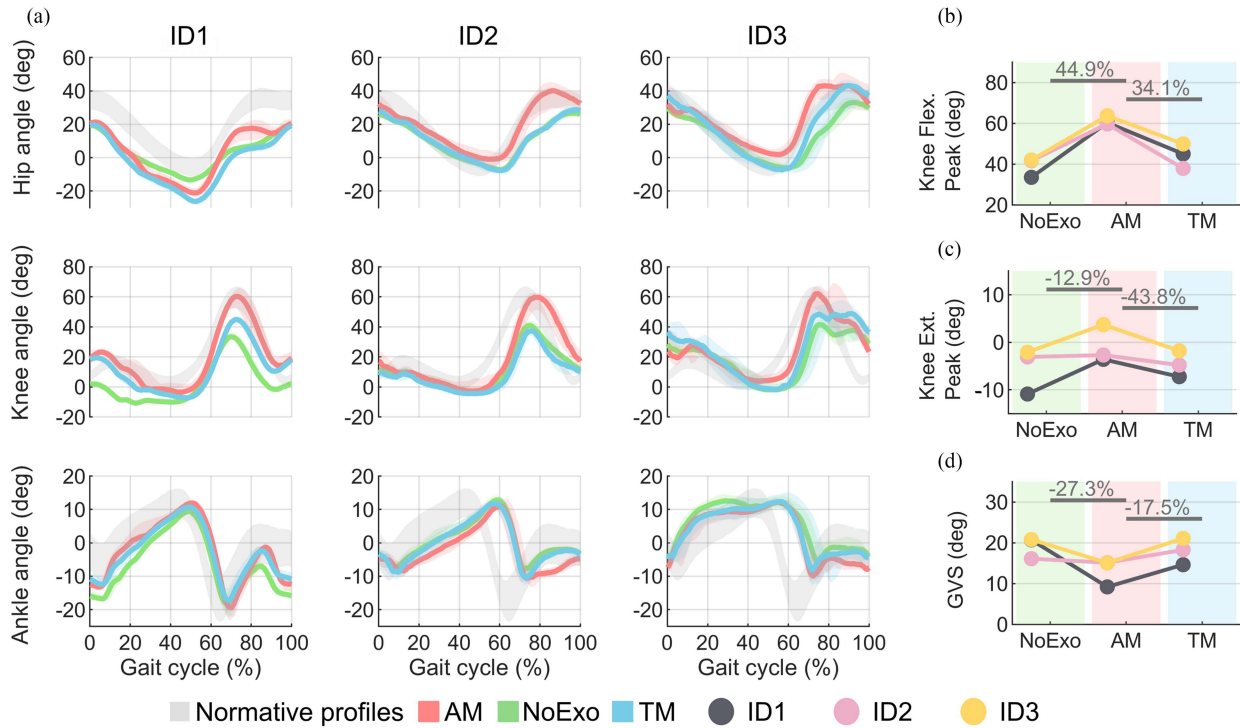 (a)
ID1
ID2
ID3
Hip angle (deg)
60
40
20
0
-20
60
40
20
0
-20
60
40
20
0
-20
Knee angle (deg)
80
60
40
20
0
-20
80
60
40
20
0
-20
80
60
40
20
0
-20
Ankle angle (deg)
20
10
0
-10
-20
20
10
0
-10
-20
20
10
0
-10
-20
0 20 40 60 80 100
0 20 40 60 80 100
0 20 40 60 80 100
Gait cycle (%)
Gait cycle (%)
Gait cycle (%)
(b)
Knee Flex.
Peak (deg)
80
60
40
20
44.9%
34.1%
NoExo AM TM
(c)
Knee Ext.
Peak (deg)
10
0
-10
-12.9%
-43.8%
NoExo AM TM
(d)
GVS (deg)
30
20
10
0
-27.3%
-17.5%
NoExo AM TM
Normative profiles AM NoExo TM ID1 ID2 ID3